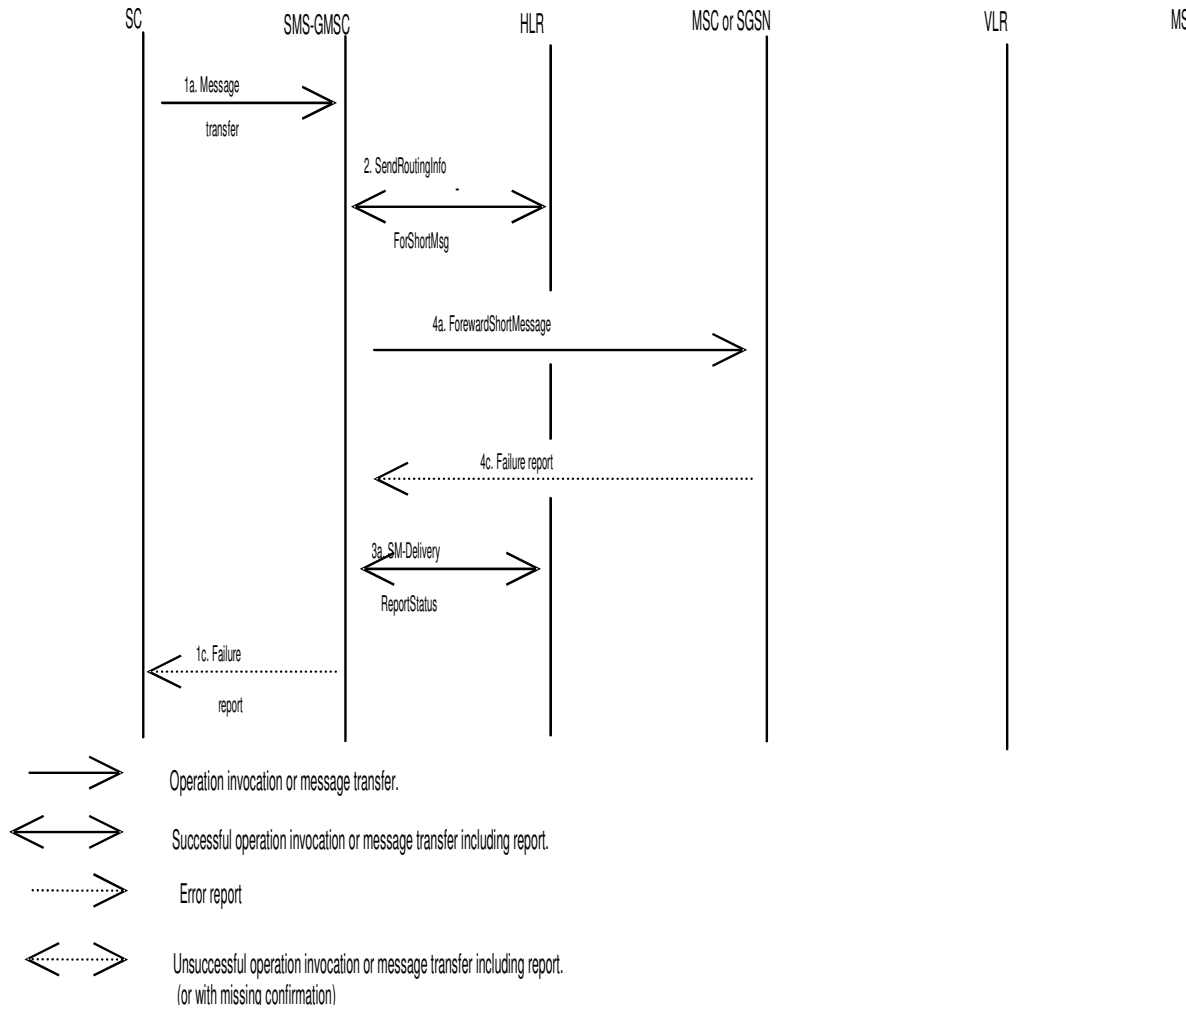 SC SMS-GMSC HLR MSC or SGSN VLR MS
1a. Message
transfer
2. SendRoutingInfo
-
ForShortMsg
4a. ForewardShortMessage
4c. Failure report
3a. SM-Delivery
ReportStatus
1c. Failure
report
Operation invocation or message transfer.
Successful operation invocation or message transfer including report.
Error report
Unsuccessful operation invocation or message transfer including report.
(or with missing confirmation)